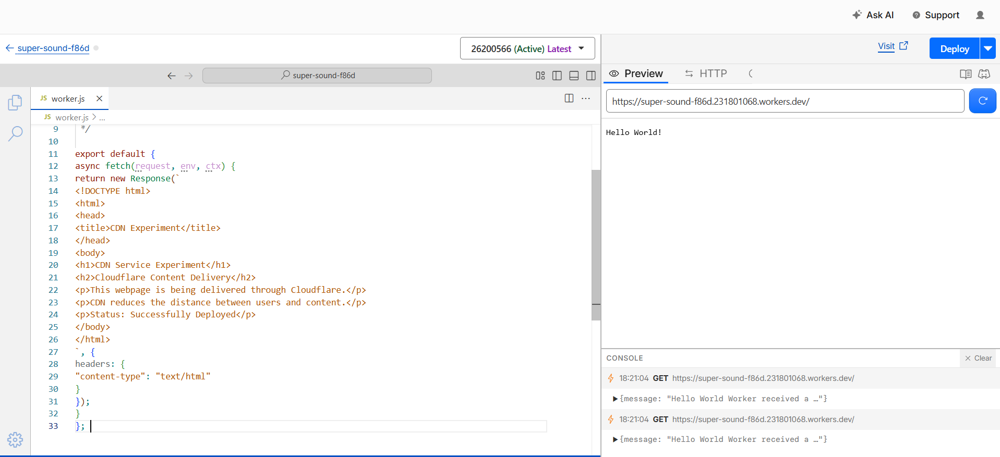 Ask AI
Support
super-sound-f86d
26200566 (Active) Latest
Visit
Deploy
super-sound-f86d
Preview
HTTP
JS worker.js
https://super-sound-f86d.231801068.workers.dev/
JS worker.js > ...
Hello World!
9 */
10
11 export default {
12 async fetch(request, env, ctx) {
13 return new Response(`
14 <!DOCTYPE html>
15 <html>
16 <head>
17 <title>CDN Experiment</title>
18 </head>
19 <body>
20 <h1>CDN Service Experiment</h1>
21 <h2>Cloudflare Content Delivery</h2>
22 <p>This webpage is being delivered through Cloudflare.</p>
23 <p>CDN reduces the distance between users and content.</p>
24 <p>Status: Successfully Deployed</p>
25 </body>
26 </html>
27 `, {
28 headers: {
29 "content-type": "text/html"
30 }
31 });
32 }
33 };
CONSOLE
Clear
18:21:04 GET https://super-sound-f86d.231801068.workers.dev/
{message: "Hello World Worker received a …"}
18:21:04 GET https://super-sound-f86d.231801068.workers.dev/
{message: "Hello World Worker received a …"}